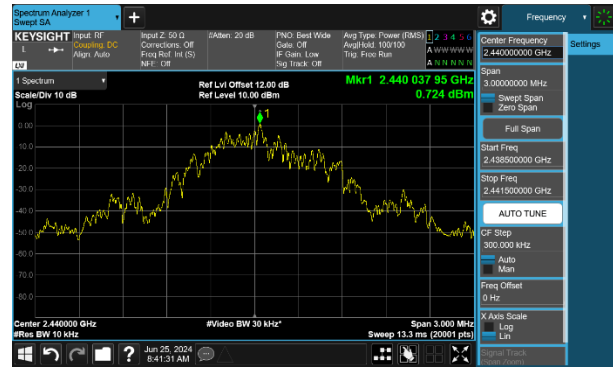 Spectrum Analyzer 1
Swept SA
+
Frequency
KEYSIGHT
L
LXI
Input: RF
Coupling: DC
Align: Auto
Input Z: 50 Ω
Corrections: Off
Freq Ref: Int (S)
NFE: Off
#Atten: 20 dB
PNO: Best Wide
Gate: Off
IF Gain: Low
Sig Track: Off
Avg Type: Power (RMS)
Avg|Hold: 100/100
Trig: Free Run
1 2 3 4 5 6
A W W W W W
A N N N N N
Center Frequency
2.440000000 GHz
Settings
Span
3.00000000 MHz
Swept Span
Zero Span
Full Span
Start Freq
2.438500000 GHz
Stop Freq
2.441500000 GHz
AUTO TUNE
CF Step
300.000 kHz
Auto
Man
Freq Offset
0 Hz
X Axis Scale
Log
Lin
Signal Track
(Span Zoom)
1 Spectrum
Scale/Div 10 dB
Log
Ref Lvl Offset 12.00 dB
Ref Level 10.00 dBm
Mkr1 2.440 037 95 GHz
0.724 dBm
1
0.00
-10.0
-20.0
-30.0
-40.0
-50.0
-60.0
-70.0
-80.0
Center 2.440000 GHz
#Res BW 10 kHz
#Video BW 30 kHz*
Span 3.000 MHz
Sweep 13.3 ms (20001 pts)
?
Jun 25, 2024
8:41:31 AM